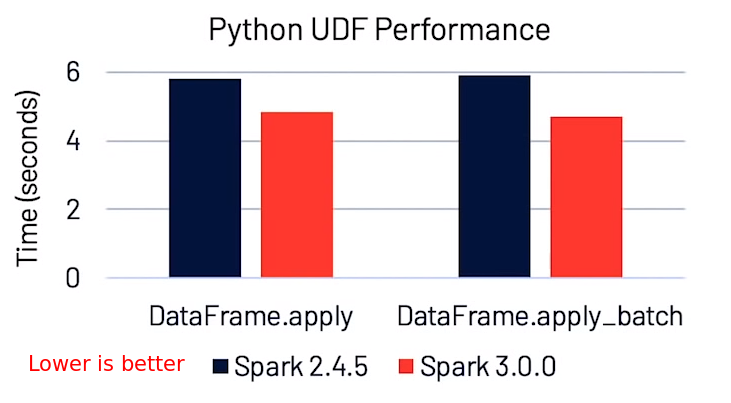 Python UDF Performance
Time (seconds)
6
4
2
0
DataFrame.apply DataFrame.apply_batch
Lower is better Spark 2.4.5 Spark 3.0.0